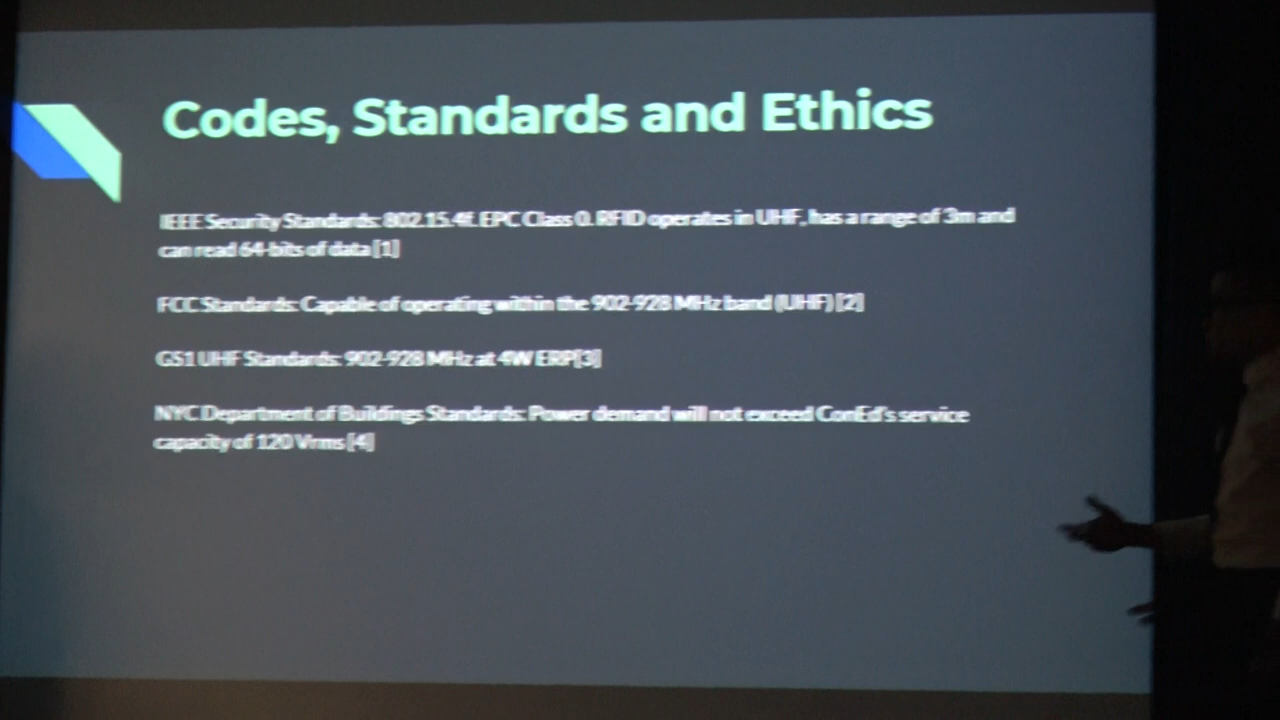 Codes, Standards and Ethics
IEEE Security Standards: 802.15.4f. EPC Class 0. RFID operates in UHF, has a range of 3m and
can read 64-bits of data [1]
FCC Standards: Capable of operating within the 902-928 MHz band (UHF) [2]
GS1 UHF Standards: 902-928 MHz at 4W ERP[3]
NYC Department of Buildings Standards: Power demand will not exceed ConEd's service
capacity of 120 Vrms [4]